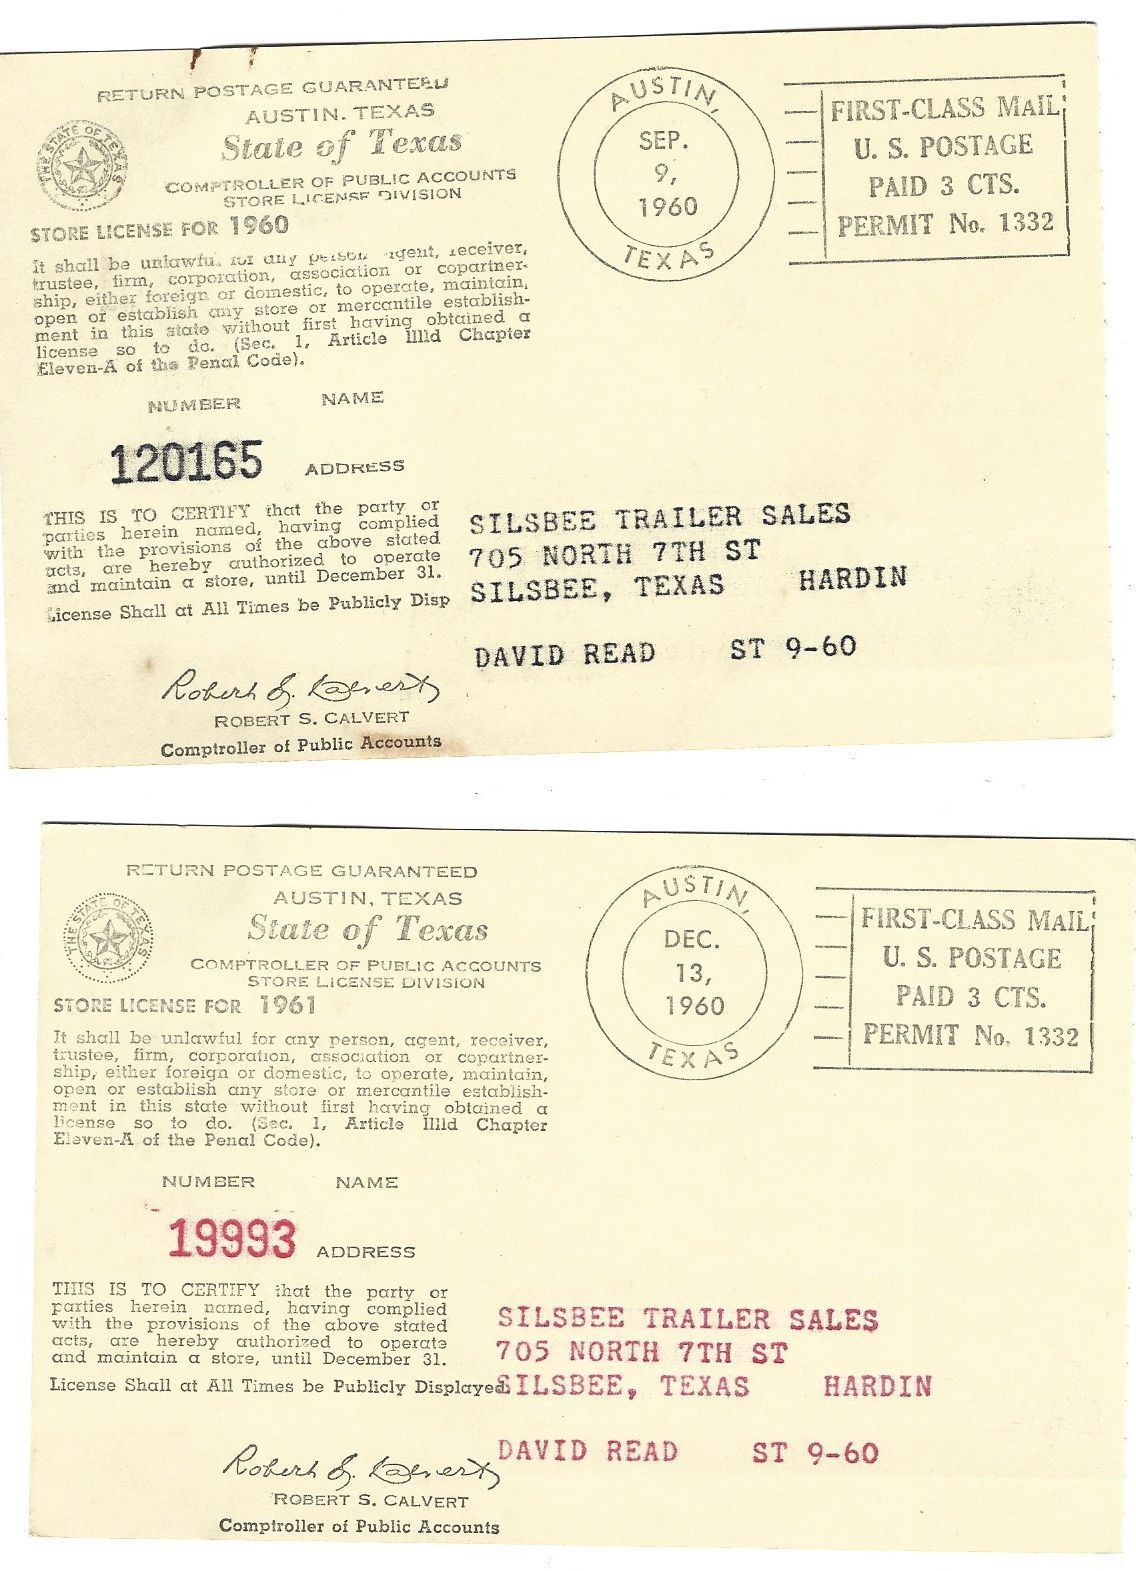 RETURN POSTAGE GUARANTEED
AUSTIN, TEXAS
State of Texas
THE STATE OF TEXAS
COMPTROLLER OF PUBLIC ACCOUNTS
STORE LICENSE DIVISION
STORE LICENSE FOR 1960
It shall be unlawful for any person, agent, receiver,
trustee, firm, corporation, association or copartner-
ship, either foreign or domestic, to operate, maintain,
open or establish any store or mercantile establish-
ment in this state without first having obtained a
license so to do. (Sec. 1, Article 1111d Chapter
Eleven-A of the Penal Code).
NUMBER NAME
120165 ADDRESS
THIS IS TO CERTIFY that the party or
parties herein named, having complied
with the provisions of the above stated
acts, are hereby authorized to operate
and maintain a store, until December 31.
License Shall at All Times be Publicly Disp
AUSTIN,
SEP.
9,
1960
TEXAS
FIRST-CLASS MAIL
U. S. POSTAGE
PAID 3 CTS.
PERMIT No. 1332
SILSBEE TRAILER SALES
705 NORTH 7TH ST
SILSBEE, TEXAS HARDIN
DAVID READ ST 9-60
Robert S. Calvert
ROBERT S. CALVERT
Comptroller of Public Accounts
RETURN POSTAGE GUARANTEED
AUSTIN, TEXAS
State of Texas
THE STATE OF TEXAS
COMPTROLLER OF PUBLIC ACCOUNTS
STORE LICENSE DIVISION
STORE LICENSE FOR 1961
It shall be unlawful for any person, agent, receiver,
trustee, firm, corporation, association or copartner-
ship, either foreign or domestic, to operate, maintain,
open or establish any store or mercantile establish-
ment in this state without first having obtained a
license so to do. (Sec. 1, Article 1111d Chapter
Eleven-A of the Penal Code).
NUMBER NAME
19993 ADDRESS
THIS IS TO CERTIFY that the party or
parties herein named, having complied
with the provisions of the above stated
acts, are hereby authorized to operate
and maintain a store, until December 31.
License Shall at All Times be Publicly Displayed
AUSTIN,
DEC.
13,
1960
TEXAS
FIRST-CLASS MAIL
U. S. POSTAGE
PAID 3 CTS.
PERMIT No. 1332
SILSBEE TRAILER SALES
705 NORTH 7TH ST
SILSBEE, TEXAS HARDIN
DAVID READ ST 9-60
Robert S. Calvert
ROBERT S. CALVERT
Comptroller of Public Accounts